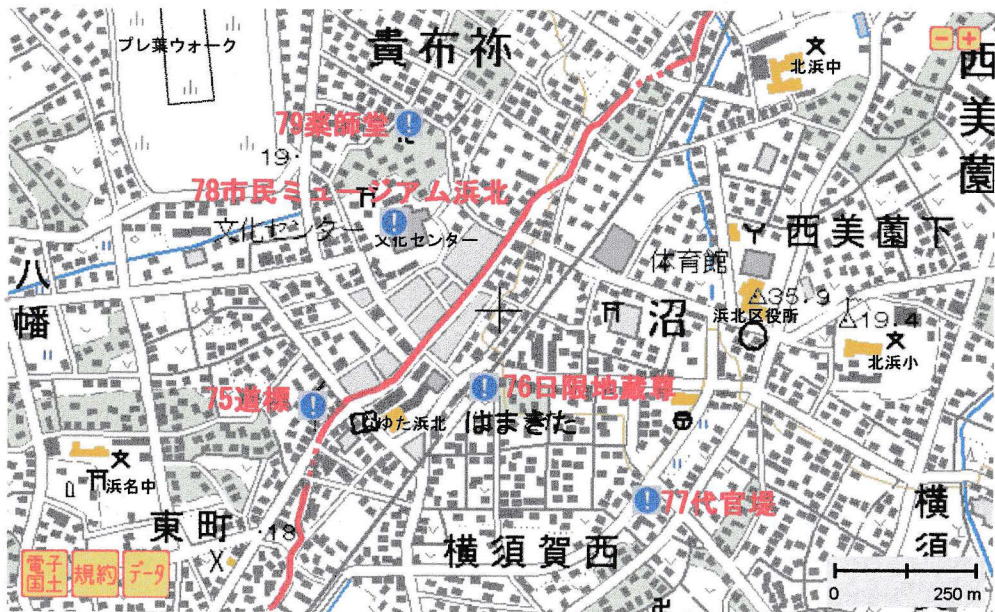 プレ葉ウォーク
貴布祢
北浜中
－ ＋
西美薗
79薬師堂
19・
78市民ミュージアム浜北
文化センター
文化センター
西美薗下
体育館
八幡
沼
△35.9
浜北区役所
△19.4
北浜小
75道標
76日限地蔵尊
ゆた浜北
はまきた
77代官堤
浜名中
東町
・18
横須賀西
横須
電子国土
規約
データ
0
250 m